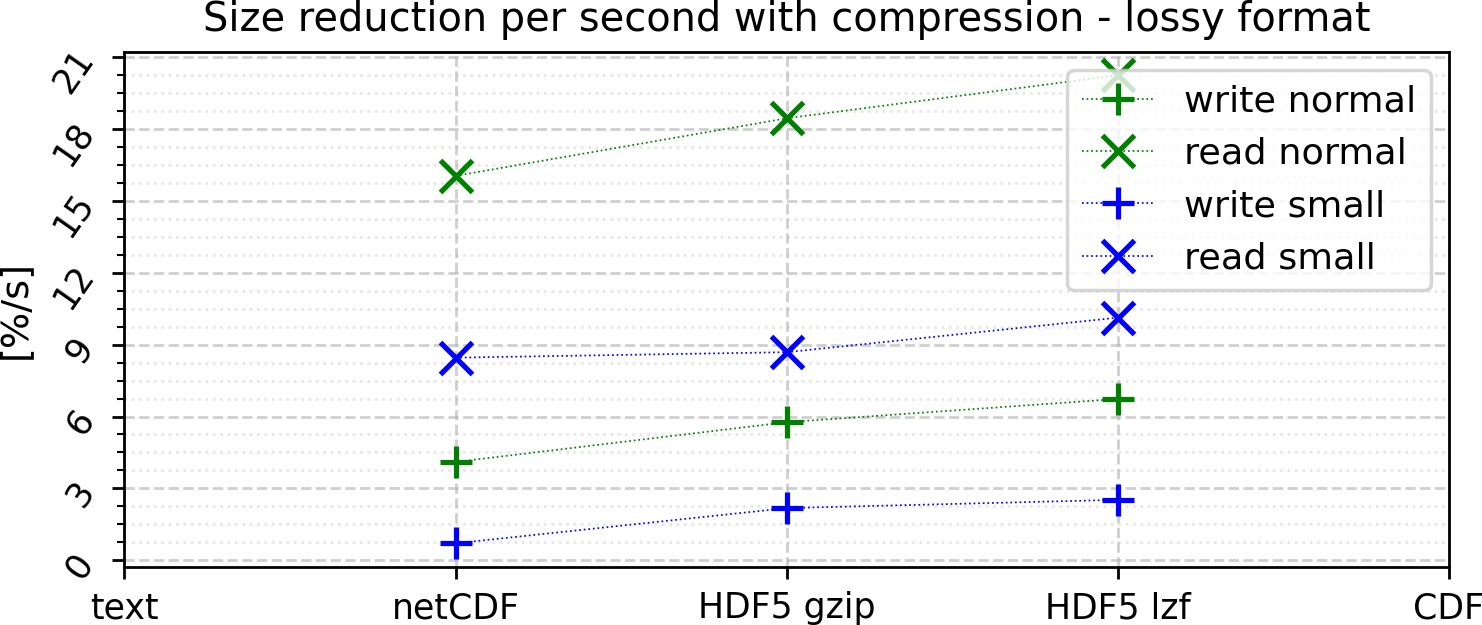 Size reduction per second with compression - lossy format
[%/s]
21
18
15
12
9
6
3
0
write normal
read normal
write small
read small
text netCDF HDF5 gzip HDF5 lzf CDF